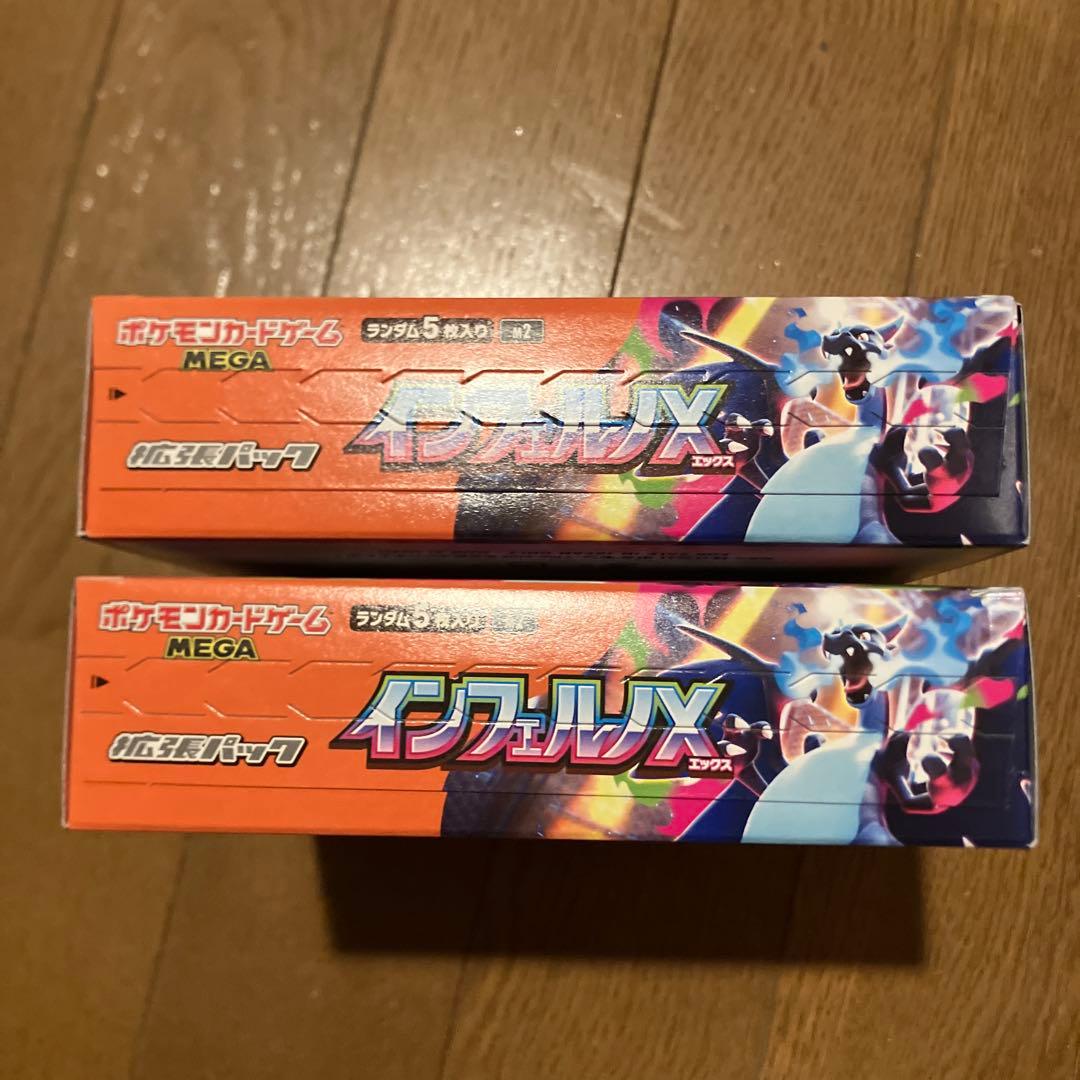 ポケモンカードゲーム
MEGA
ランダム5枚入り
M2
インフェルノX
エックス
拡張パック
ポケモンカードゲーム
MEGA
ランダム5枚入り
インフェルノX
エックス
拡張パック